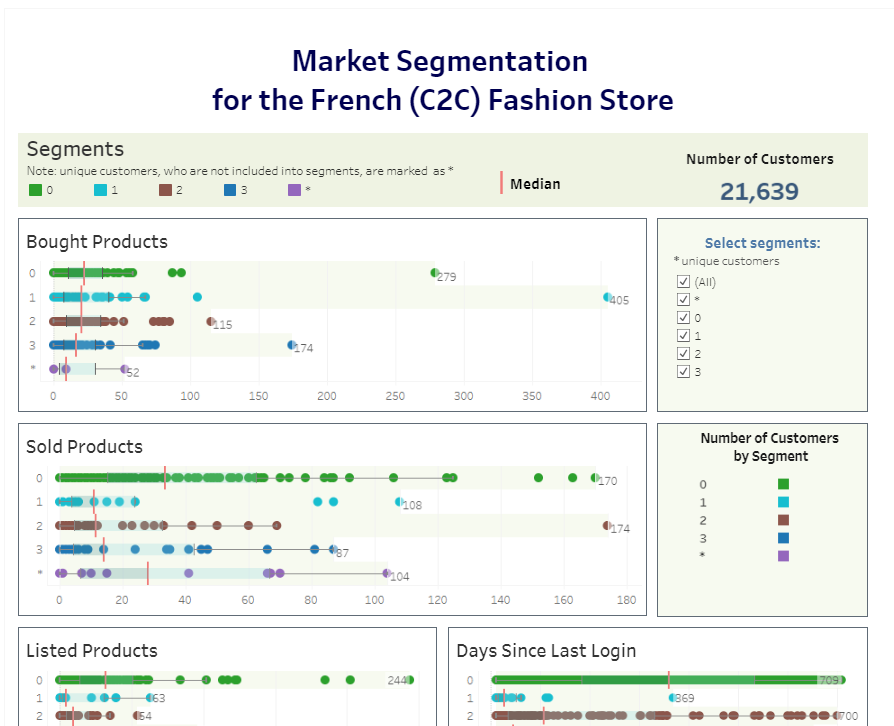 Market Segmentation
for the French (C2C) Fashion Store
Segments
Note: unique customers, who are not included into segments, are marked as *
0 1 2 3 *
Median
Number of Customers
21,639
Bought Products
0 279
1 405
2 115
3 174
* 52
0 50 100 150 200 250 300 350 400
Select segments:
* unique customers
(All)
*
0
1
2
3
Sold Products
0 170
1 108
2 174
3 87
* 104
0 20 40 60 80 100 120 140 160 180
Number of Customers
by Segment
0
1
2
3
*
Listed Products
0 244
1 63
2 54
Days Since Last Login
0 709
1 369
2 700